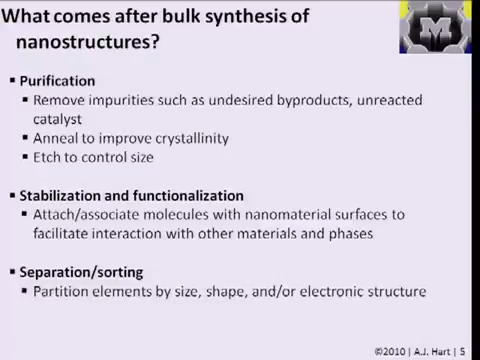 What comes after bulk synthesis of
nanostructures?
M
▪ Purification
▪ Remove impurities such as undesired byproducts, unreacted
catalyst
▪ Anneal to improve crystallinity
▪ Etch to control size
▪ Stabilization and functionalization
▪ Attach/associate molecules with nanomaterial surfaces to
facilitate interaction with other materials and phases
▪ Separation/sorting
▪ Partition elements by size, shape, and/or electronic structure
©2010 | A.J. Hart | 5